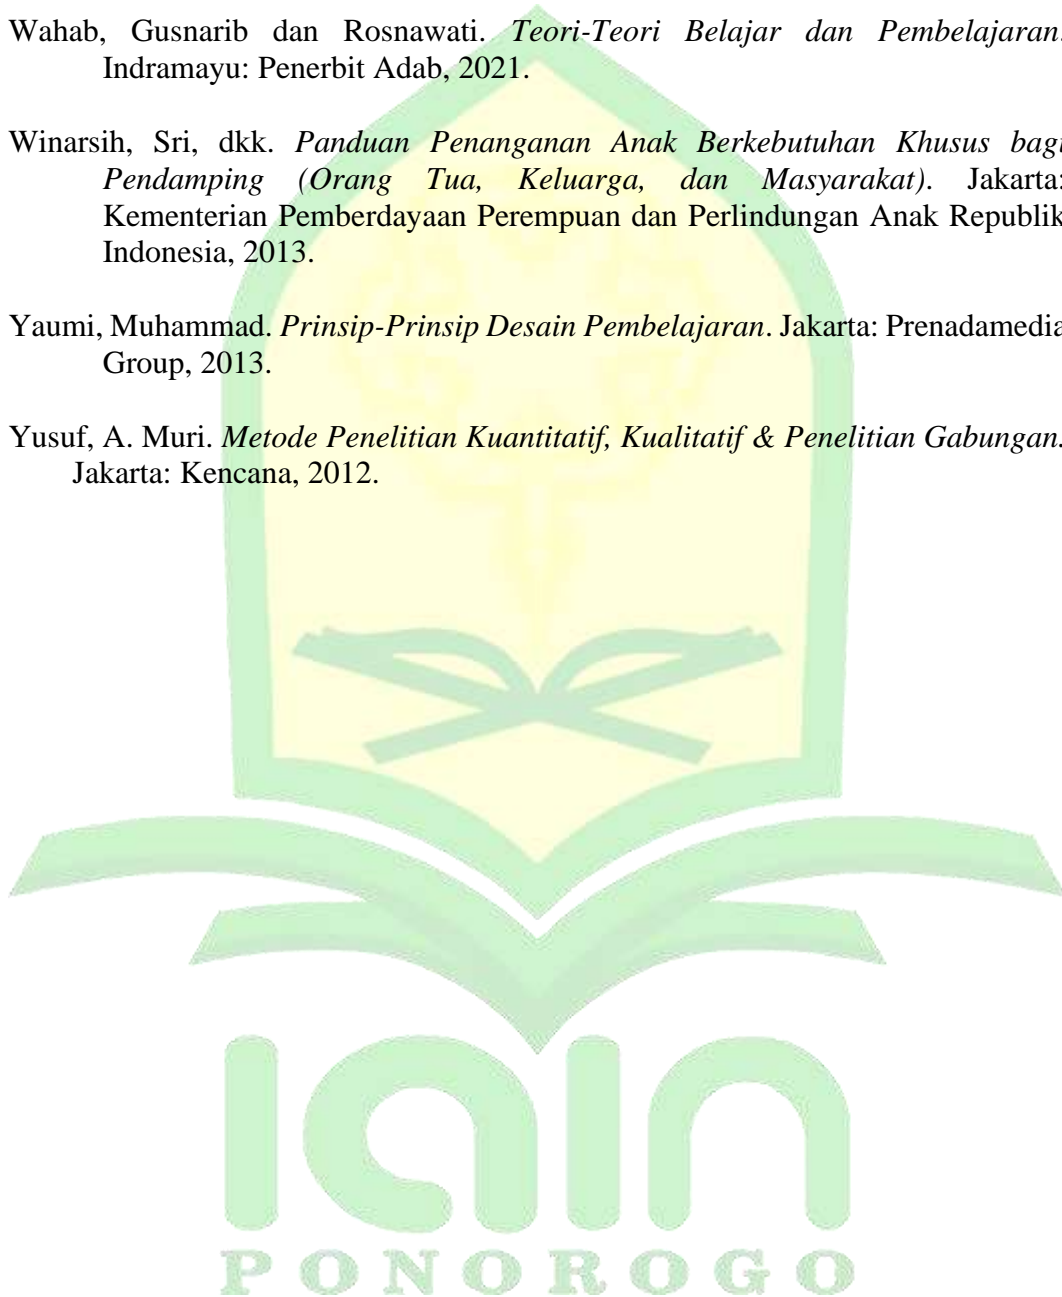 Wahab, Gusnarib dan Rosnawati. Teori-Teori Belajar dan Pembelajaran.
Indramayu: Penerbit Adab, 2021.
Winarsih, Sri, dkk. Panduan Penanganan Anak Berkebutuhan Khusus bagi
Pendamping (Orang Tua, Keluarga, dan Masyarakat). Jakarta:
Kementerian Pemberdayaan Perempuan dan Perlindungan Anak Republik
Indonesia, 2013.
Yaumi, Muhammad. Prinsip-Prinsip Desain Pembelajaran. Jakarta: Prenadamedia
Group, 2013.
Yusuf, A. Muri. Metode Penelitian Kuantitatif, Kualitatif & Penelitian Gabungan.
Jakarta: Kencana, 2012.
IAIN
PONOROGO